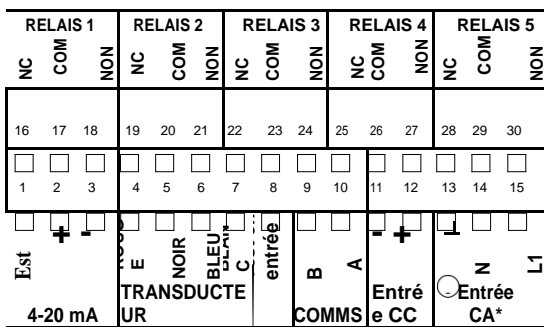 RELAIS 1 RELAIS 2 RELAIS 3 RELAIS 4 RELAIS 5
NC COM NON NC COM NON NC COM NON NC COM NON NC COM NON
16 17 18 19 20 21 22 23 24 25 26 27 28 29 30
1 2 3 4 5 6 7 8 9 10 11 12 13 14 15
Est + - E NOIR BLEU C entrée B A - + N L1
4-20 mA TRANSDUCTE COMMS Entré Entrée
UR e CC CA*